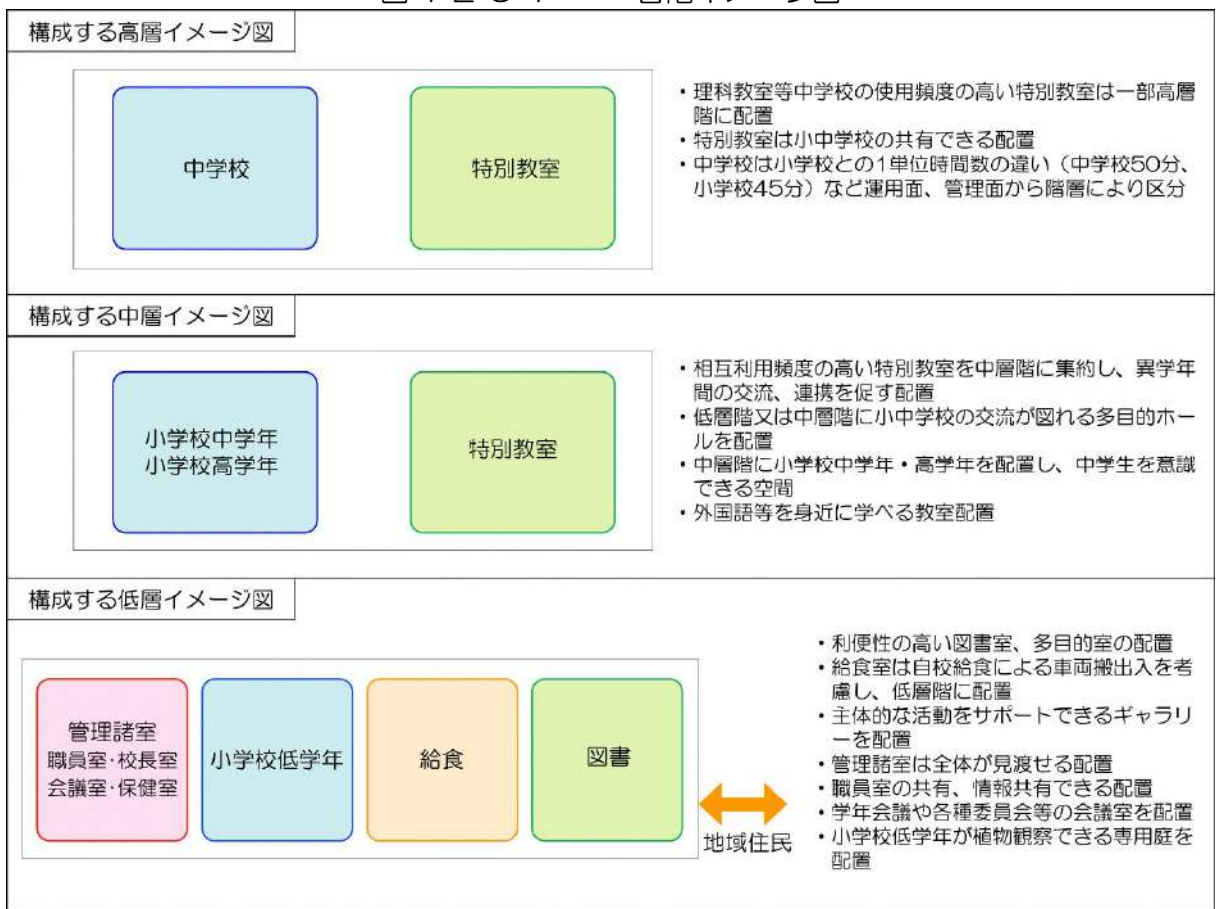 構成する高層イメージ図
中学校
特別教室
・理科教室等中学校の使用頻度の高い特別教室は一部高層
階に配置
・特別教室は小中学校の共有できる配置
・中学校は小学校との1単位時間数の違い（中学校50分、
小学校45分）など運用面、管理面から階層により区分
構成する中層イメージ図
小学校中学年
小学校高学年
特別教室
・相互利用頻度の高い特別教室を中層階に集約し、異学年
間の交流、連携を促す配置
・低層階又は中層階に小中学校の交流が図れる多目的ホー
ルを配置
・中層階に小学校中学年・高学年を配置し、中学生を意識
できる空間
・外国語等を身近に学べる教室配置
構成する低層イメージ図
管理諸室
職員室・校長室
会議室・保健室
小学校低学年
給食
図書
地域住民
・利便性の高い図書室、多目的室の配置
・給食室は自校給食による車両搬出入を考
慮し、低層階に配置
・主体的な活動をサポートできるギャラリ
ーを配置
・管理諸室は全体が見渡せる配置
・職員室の共有、情報共有できる配置
・学年会議や各種委員会等の会議室を配置
・小学校低学年が植物観察できる専用庭を
配置